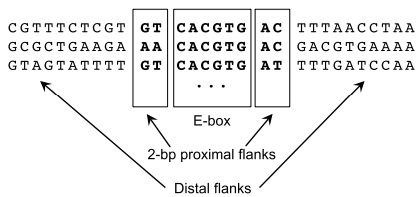 CGTTTCTCGT GT CACGTG AC TTTAACCTAA
GCGCTGAAGA AA CACGTG AC GACGTGAAAA
GTAGTATTTT GT CACGTG AT TTTGATCCAA
...
E-box
2-bp proximal flanks
Distal flanks